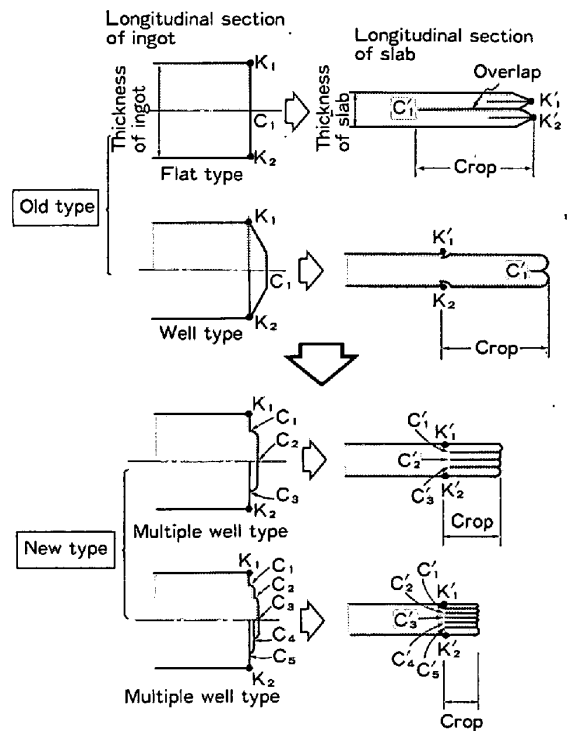 Longitudinal section
of ingot
Longitudinal section
of slab
Thickness
of ingot
K₁
C₁
K₂
Flat type
Thickness
of slab
Overlap
C′₁
K′₁
K′₂
Crop
Old type
K₁
C₁
K₂
Well type
K′₁
C′₁
K₂
Crop
New type
K₁
C₁
C₂
C₃
K₂
Multiple well type
C′₁
K′₁
C′₂
C′₃
K′₂
Crop
K₁
C₁
C₂
C₃
C₄
C₅
K₂
Multiple well type
C′₁
C′₂
K′₁
C′₃
C′₄
C′₅
K′₂
Crop